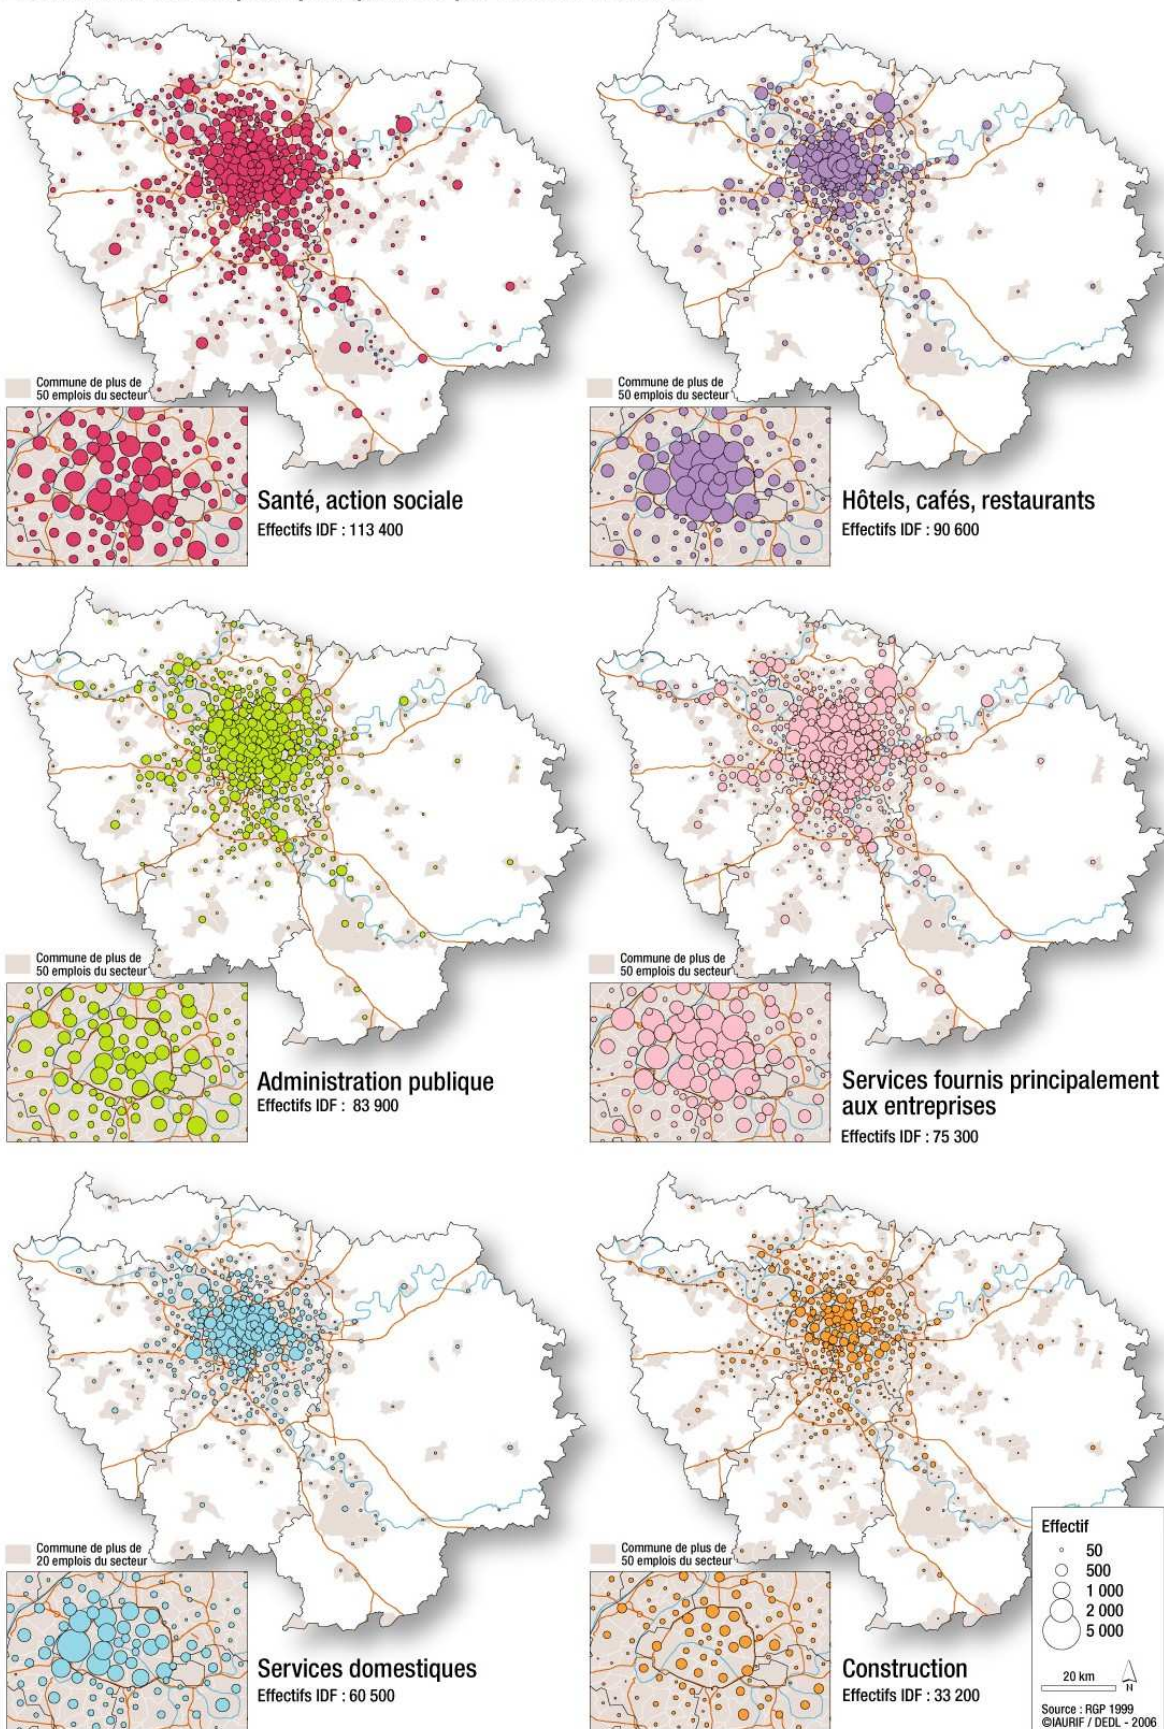 Commune de plus de
50 emplois du secteur
Santé, action sociale
Effectifs IDF : 113 400
Commune de plus de
50 emplois du secteur
Hôtels, cafés, restaurants
Effectifs IDF : 90 600
Commune de plus de
50 emplois du secteur
Administration publique
Effectifs IDF : 83 900
Commune de plus de
50 emplois du secteur
Services fournis principalement
aux entreprises
Effectifs IDF : 75 300
Commune de plus de
20 emplois du secteur
Services domestiques
Effectifs IDF : 60 500
Commune de plus de
50 emplois du secteur
Construction
Effectifs IDF : 33 200
Effectif
50
500
1 000
2 000
5 000
20 km
N
Source : RGP 1999
©IAURIF / DEDL - 2006